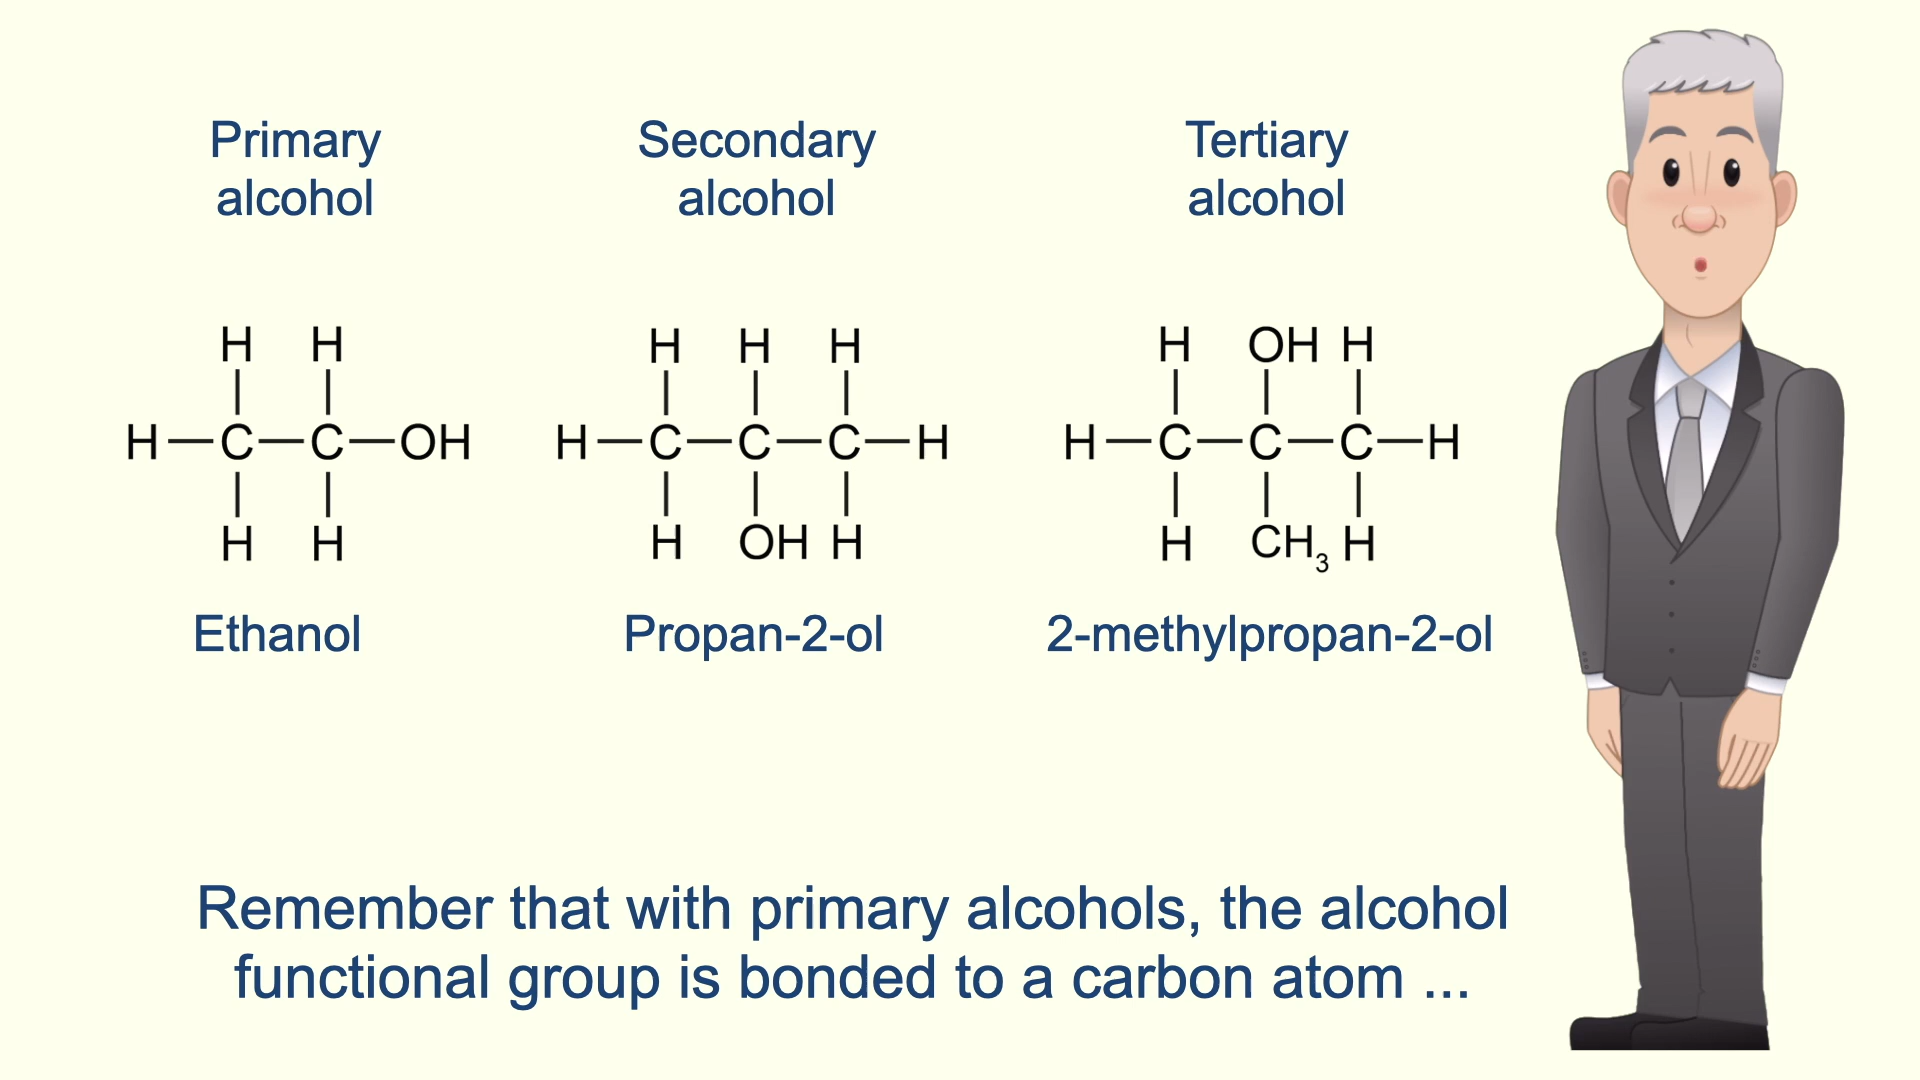 Primary
alcohol
Secondary
alcohol
Tertiary
alcohol
H H
H—C—C—OH
H H
H H H
H—C—C—C—H
H OH H
H OH H
H—C—C—C—H
H CH₃ H
Ethanol
Propan-2-ol
2-methylpropan-2-ol
Remember that with primary alcohols, the alcohol
functional group is bonded to a carbon atom ...